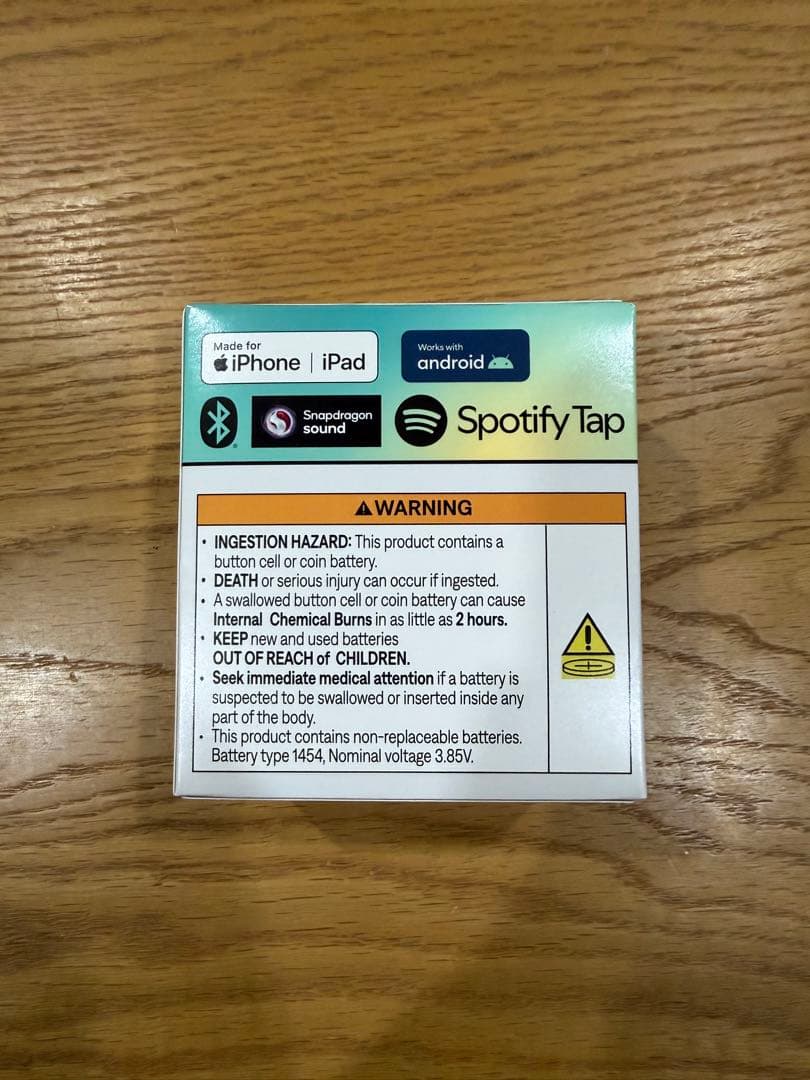 Made for
iPhone | iPad
Works with
android
Snapdragon
sound
Spotify Tap
WARNING
• INGESTION HAZARD: This product contains a
button cell or coin battery.
• DEATH or serious injury can occur if ingested.
• A swallowed button cell or coin battery can cause
Internal Chemical Burns in as little as 2 hours.
• KEEP new and used batteries
OUT OF REACH of CHILDREN.
• Seek immediate medical attention if a battery is
suspected to be swallowed or inserted inside any
part of the body.
• This product contains non-replaceable batteries.
Battery type 1454, Nominal voltage 3.85V.